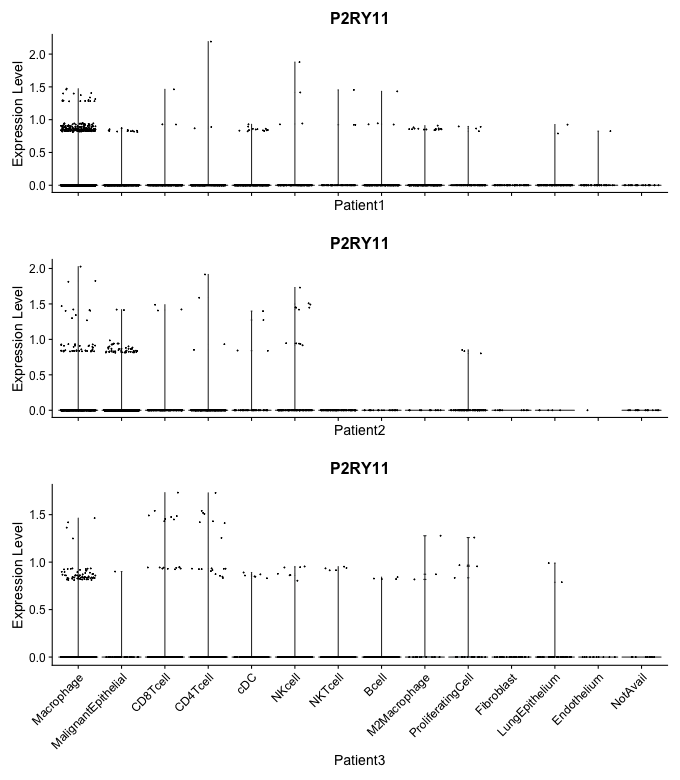 P2RY11
Expression Level
2.0
1.5
1.0
0.5
0.0
Patient1
P2RY11
Expression Level
2.0
1.5
1.0
0.5
0.0
Patient2
P2RY11
Expression Level
1.5
1.0
0.5
0.0
Macrophage
MalignantEpithelial
CD8Tcell
CD4Tcell
cDC
NKcell
NKTcell
Bcell
M2Macrophage
ProliferatingCell
Fibroblast
LungEpithelium
Endothelium
NotAvail
Patient3